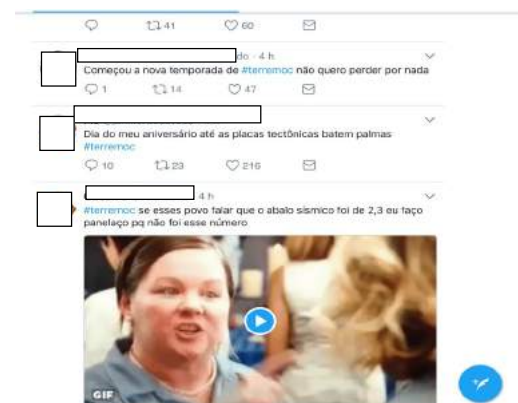 41 60
do · 4 h
Começou a nova temporada de #terremoc não quero perder por nada
1 14 47
Dia do meu aniversário até as placas tectônicas batem palmas
#terremoc
10 23 216
4 h
#terremoc se esses povo falar que o abalo sísmico foi de 2,3 eu faço
panelaço pq não foi esse número
GIF